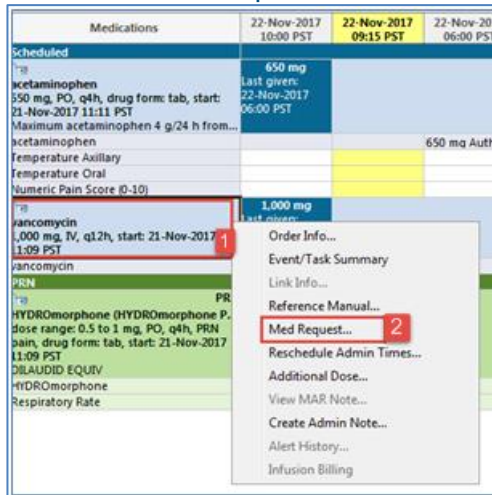 Medications
22-Nov-2017 10:00 PST
22-Nov-2017 09:15 PST
22-Nov-20 06:00 PS
Scheduled
acetaminophen
650 mg, PO, q4h, drug form: tab, start:
21-Nov-2017 11:11 PST
Maximum acetaminophen 4 g/24 h from...
650 mg
Last given:
22-Nov-2017
06:00 PST
acetaminophen
650 mg Auth
Temperature Axillary
Temperature Oral
Numeric Pain Score (0-10)
vancomycin
1,000 mg, IV, q12h, start: 21-Nov-2017
11:09 PST
1
1,000 mg
Last given:
vancomycin
PRN
PR
HYDROmorphone (HYDROmorphone P.
dose range: 0.5 to 1 mg, PO, q4h, PRN
pain, drug form: tab, start: 21-Nov-2017
11:09 PST
DILAUDID EQUIV
HYDROmorphone
Respiratory Rate
Order Info...
Event/Task Summary
Link Info...
Reference Manual...
Med Request... 2
Reschedule Admin Times...
Additional Dose...
View MAR Note...
Create Admin Note...
Alert History...
Infusion Billing